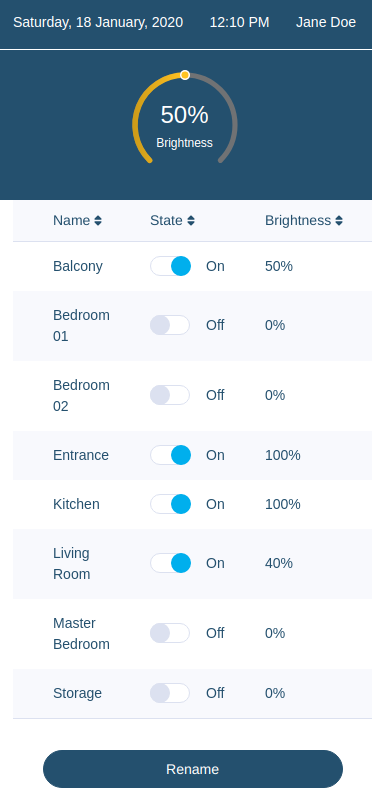 Saturday, 18 January, 2020 12:10 PM Jane Doe
50%
Brightness
Name State Brightness
Balcony On 50%
Bedroom
01 Off 0%
Bedroom
02 Off 0%
Entrance On 100%
Kitchen On 100%
Living
Room On 40%
Master
Bedroom Off 0%
Storage Off 0%
Rename